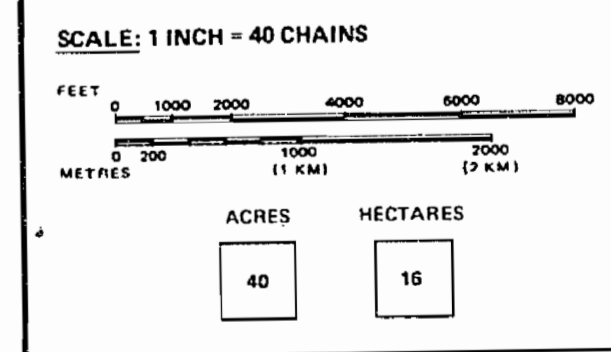 SCALE: 1 INCH = 40 CHAINS
FEET
0 1000 2000 4000 6000 8000
0 200 1000 2000
METRES (1 KM) (2 KM)
ACRES HECTARES
40 16